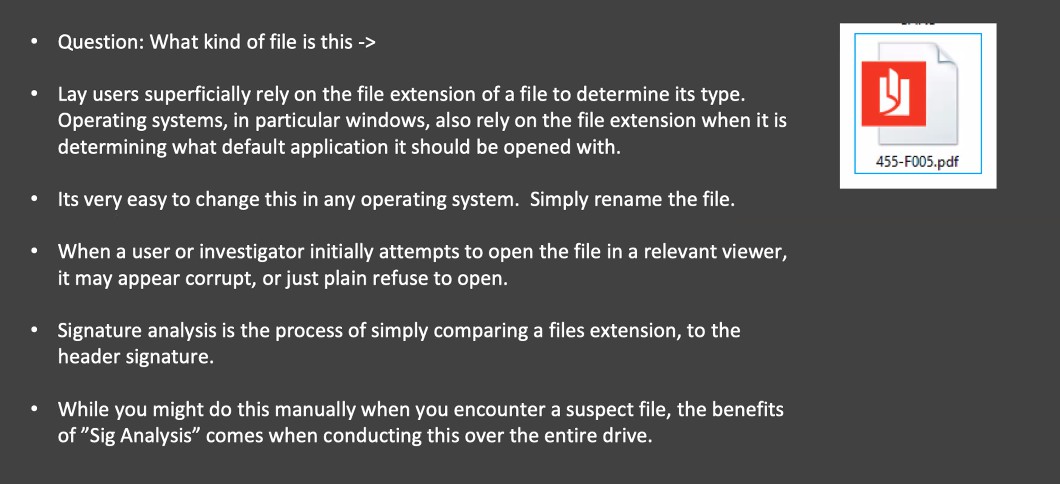 • Question: What kind of file is this ->
• Lay users superficially rely on the file extension of a file to determine its type.
Operating systems, in particular windows, also rely on the file extension when it is
determining what default application it should be opened with.
• Its very easy to change this in any operating system.  Simply rename the file.
• When a user or investigator initially attempts to open the file in a relevant viewer,
it may appear corrupt, or just plain refuse to open.
• Signature analysis is the process of simply comparing a files extension, to the
header signature.
• While you might do this manually when you encounter a suspect file, the benefits
of ”Sig Analysis” comes when conducting this over the entire drive.
455-F005.pdf